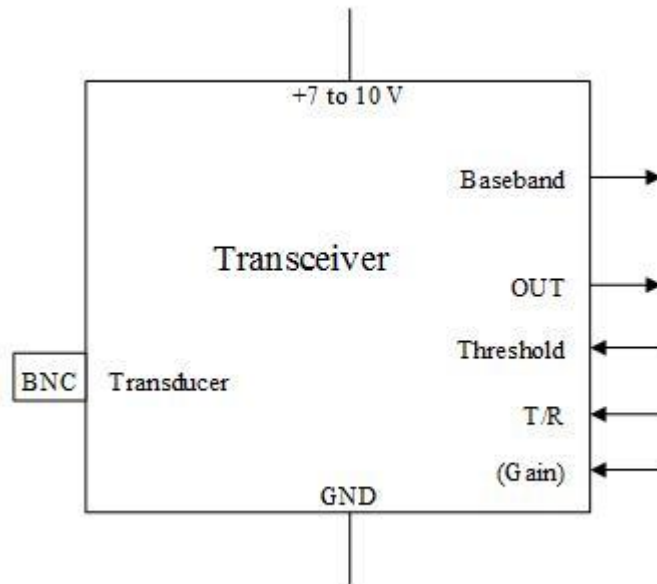 +7 to 10 V
Baseband
Transceiver
OUT
Threshold
BNC
Transducer
T/R
(Gain)
GND